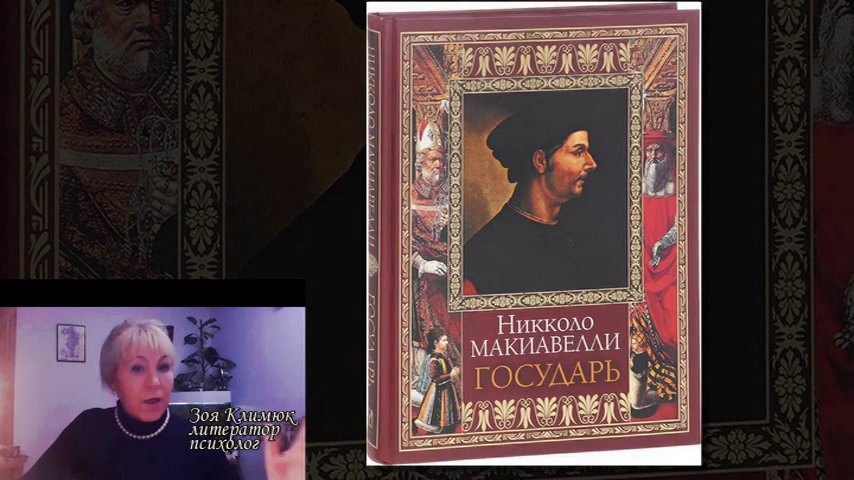 НИККОЛО МАКИАВЕЛЛИ ГОСУДАРЬ
Никколо
МАКИАВЕЛЛИ
ГОСУДАРЬ
Зоя Климюк
литератор
психолог